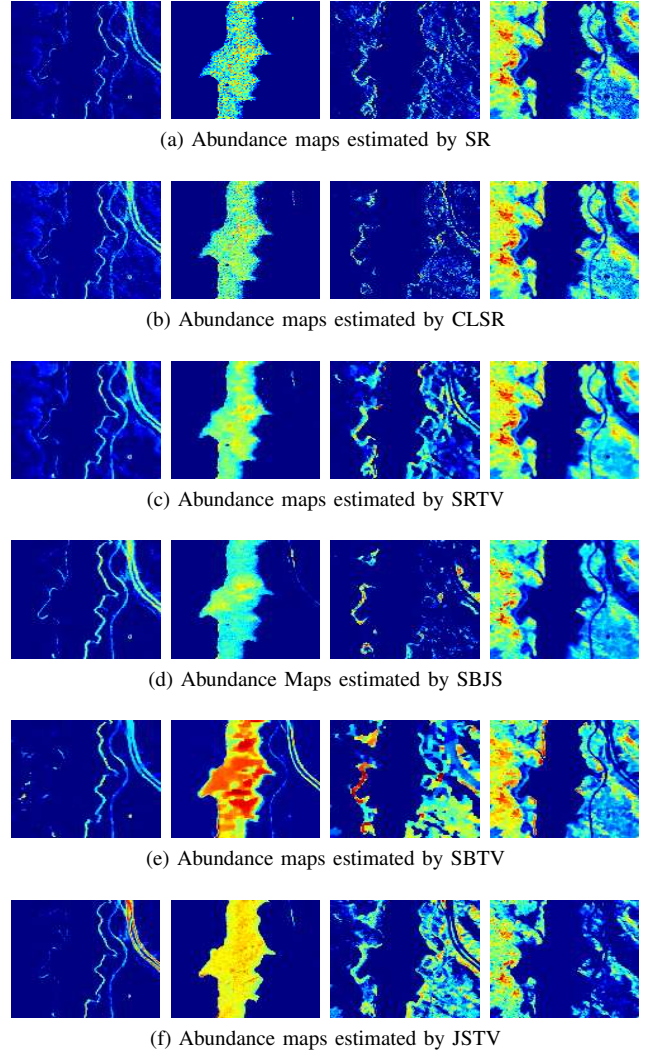 (a) Abundance maps estimated by SR
(b) Abundance maps estimated by CLSR
(c) Abundance maps estimated by SRTV
(d) Abundance Maps estimated by SBJS
(e) Abundance maps estimated by SBTV
(f) Abundance maps estimated by JSTV